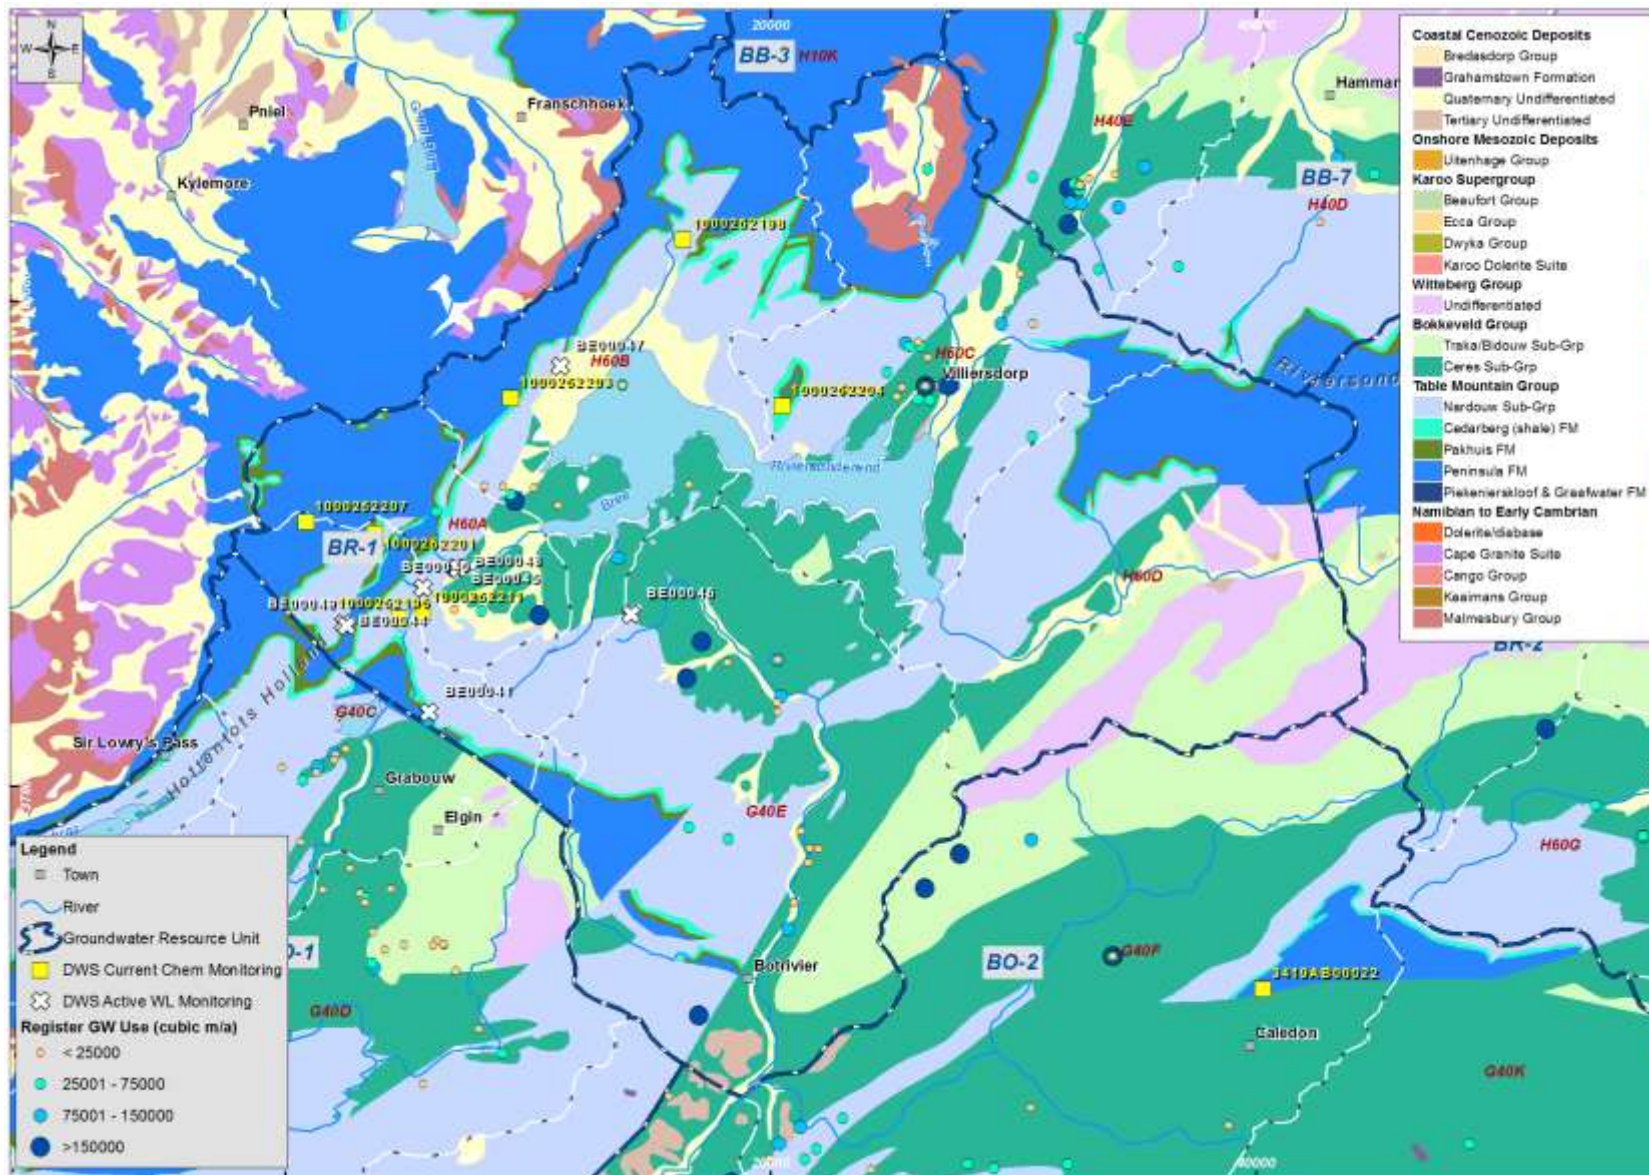 N
W
E
S
20000
BB-3
H10K
Franschhoek
Pniel
Kylemore
H40E
BB-7
H40D
1000262198
BE00047
H60B
1000262203
1000262204
H60C
Villiersdorp
Riviersonderend
Bree
1000262207
H60A
BR-1
1000262201
BE00043
BE00045
1000262211
BE00049
1000262195
BE00044
BE00046
H60D
BE00041
G40C
Sir Lowry's Pass
Hottentots Holland
Grabouw
Elgin
G40E
BR-2
H60G
BO-2
G40F
Botrivier
3419AB00022
Caledon
G40D
G40K
20000
40000
Coastal Cenozoic Deposits
Bredasdorp Group
Grahamstown Formation
Quaternary Undifferentiated
Tertiary Undifferentiated
Onshore Mesozoic Deposits
Uitenhage Group
Karoo Supergroup
Beaufort Group
Ecca Group
Dwyka Group
Karoo Dolerite Suite
Witteberg Group
Undifferentiated
Bokkeveld Group
Traka/Bidouw Sub-Grp
Ceres Sub-Grp
Table Mountain Group
Nardouw Sub-Grp
Cedarberg (shale) FM
Pakhuis FM
Peninsula FM
Piekenierskloof & Graafwater FM
Namibian to Early Cambrian
Dolerite/diabase
Cape Granite Suite
Cango Group
Kaaimans Group
Malmesbury Group
Legend
Town
River
Groundwater Resource Unit
DWS Current Chem Monitoring
DWS Active WL Monitoring
Register GW Use (cubic m/a)
< 25000
25001 - 75000
75001 - 150000
>150000